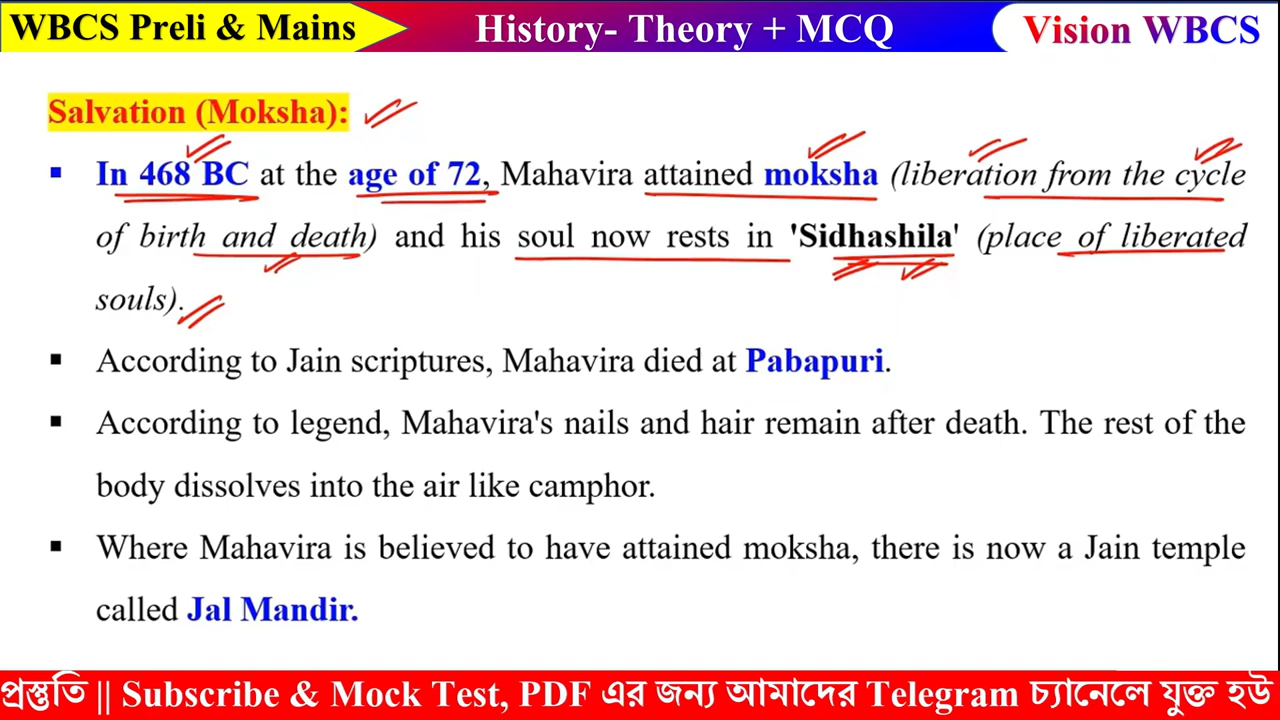 WBCS Preli & Mains
History- Theory + MCQ
Vision WBCS
Salvation (Moksha):
▪ In 468 BC at the age of 72, Mahavira attained moksha (liberation from the cycle
of birth and death) and his soul now rests in 'Sidhashila' (place of liberated
souls).
▪ According to Jain scriptures, Mahavira died at Pabapuri.
▪ According to legend, Mahavira's nails and hair remain after death. The rest of the
body dissolves into the air like camphor.
▪ Where Mahavira is believed to have attained moksha, there is now a Jain temple
called Jal Mandir.
প্রস্তুতি || Subscribe & Mock Test, PDF এর জন্য আমাদের Telegram চ্যানেলে যুক্ত হউ